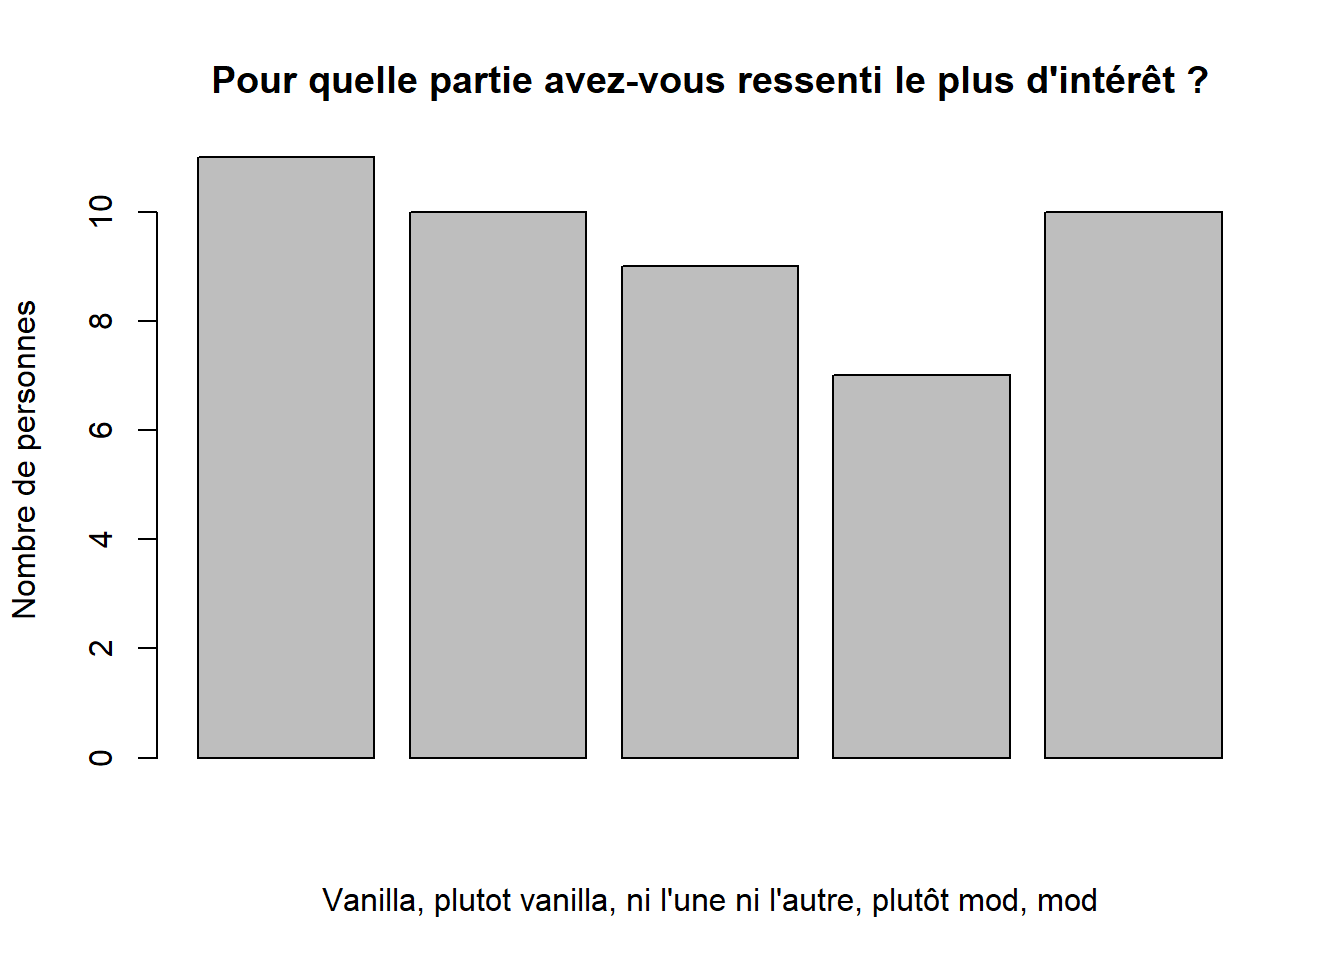 Pour quelle partie avez-vous ressenti le plus d'intérêt ?
Nombre de personnes
10
8
6
4
2
0
Vanilla, plutot vanilla, ni l'une ni l'autre, plutôt mod, mod